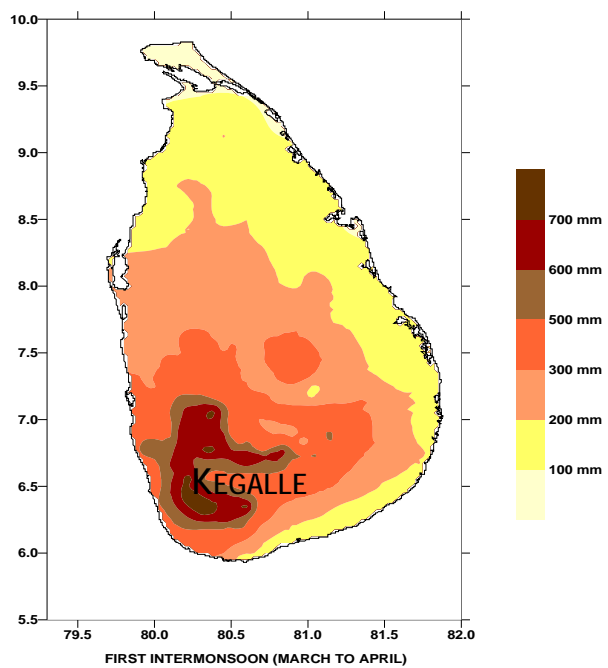 10.0
9.5
9.0
8.5
8.0
7.5
7.0
6.5
6.0
5.5
79.5 80.0 80.5 81.0 81.5 82.0
KEGALLE
700 mm
600 mm
500 mm
300 mm
200 mm
100 mm
FIRST INTERMONSOON (MARCH TO APRIL)